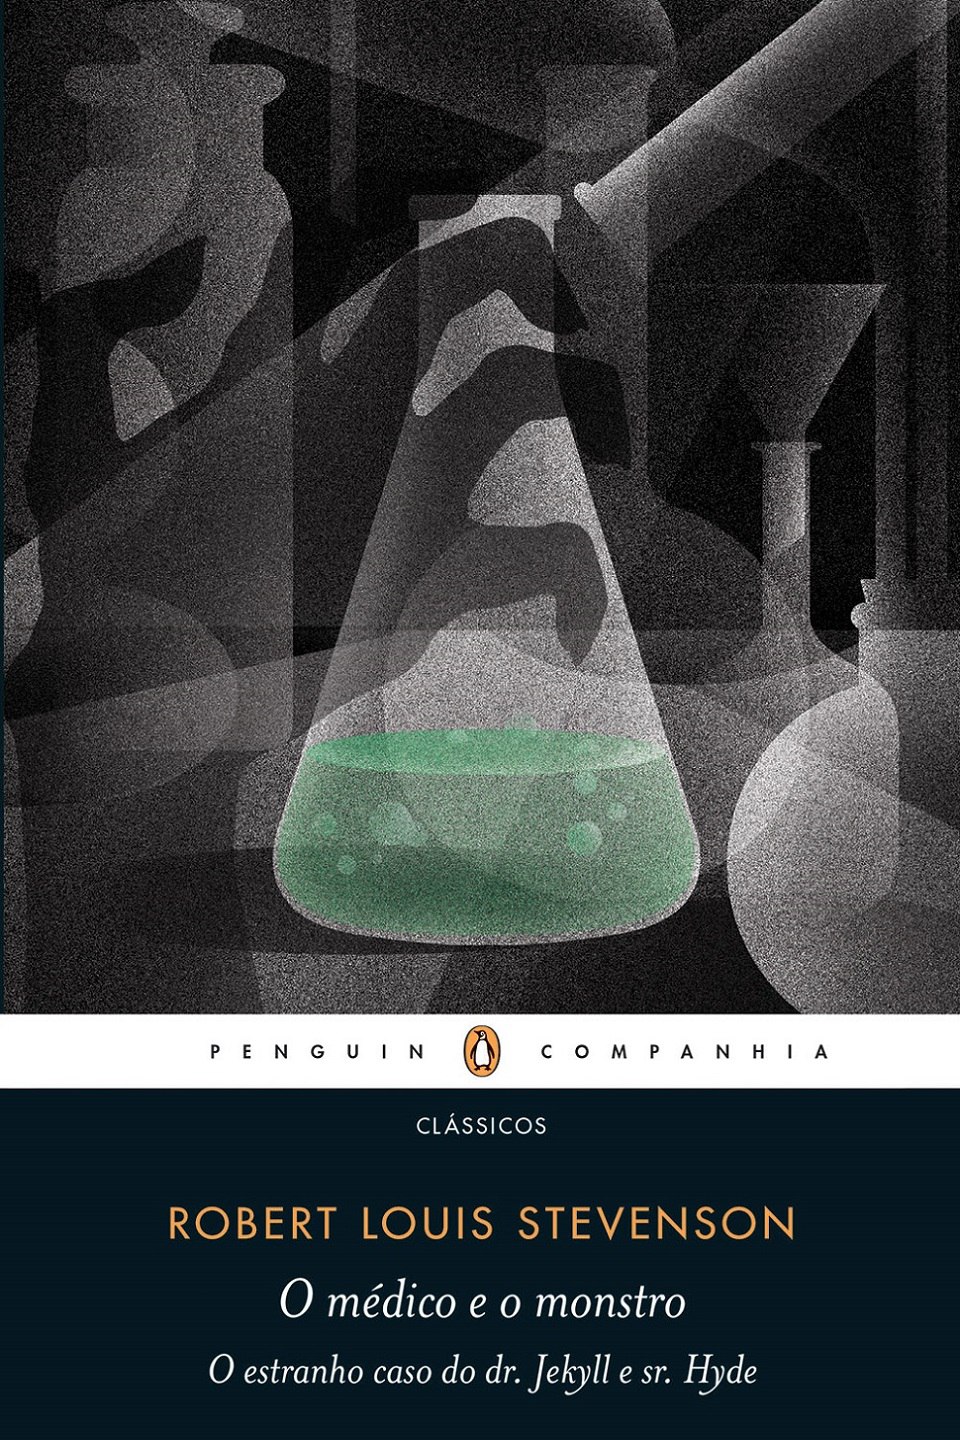 PENGUIN COMPANHIA
CLÁSSICOS
ROBERT LOUIS STEVENSON
O médico e o monstro
O estranho caso do dr. Jekyll e sr. Hyde